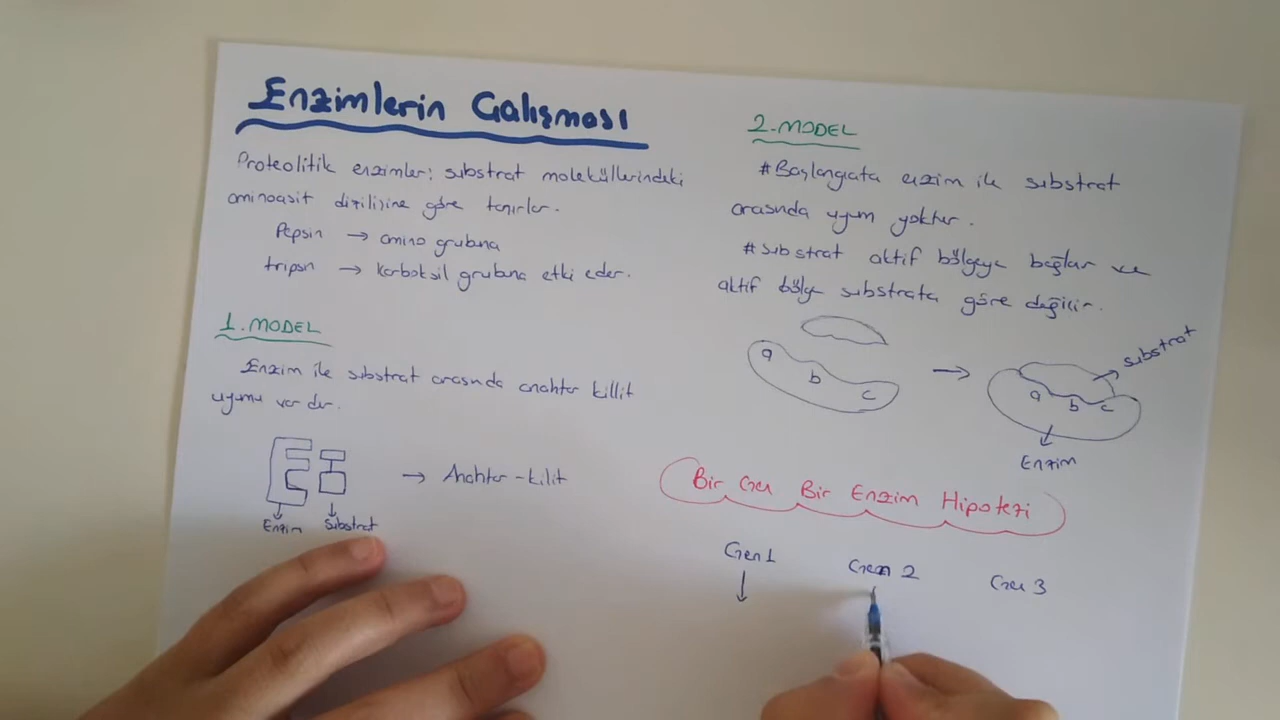 Enzimlerin Çalışması
Proteolitik enzimler; substrat moleküllerindeki
aminoasit dizilişine göre tanırlar.
Pepsin → amino grubuna
tripsin → karboksil grubuna etki eder.
1. MODEL
Enzim ile substrat arasında anahtar killit
uyumu vardır.
Enzim
Substrat
→ Anahtar-kilit
2. MODEL
# Başlangıçta enzim ile substrat
arasında uyum yoktur.
# Substrat aktif bölgeye bağlar ve
aktif bölge substrata göre değişir.
a b c
→
a b c
substrat
Enzim
Bir Gen Bir Enzim Hipotezi
Gen 1
Gen 2
Gen 3